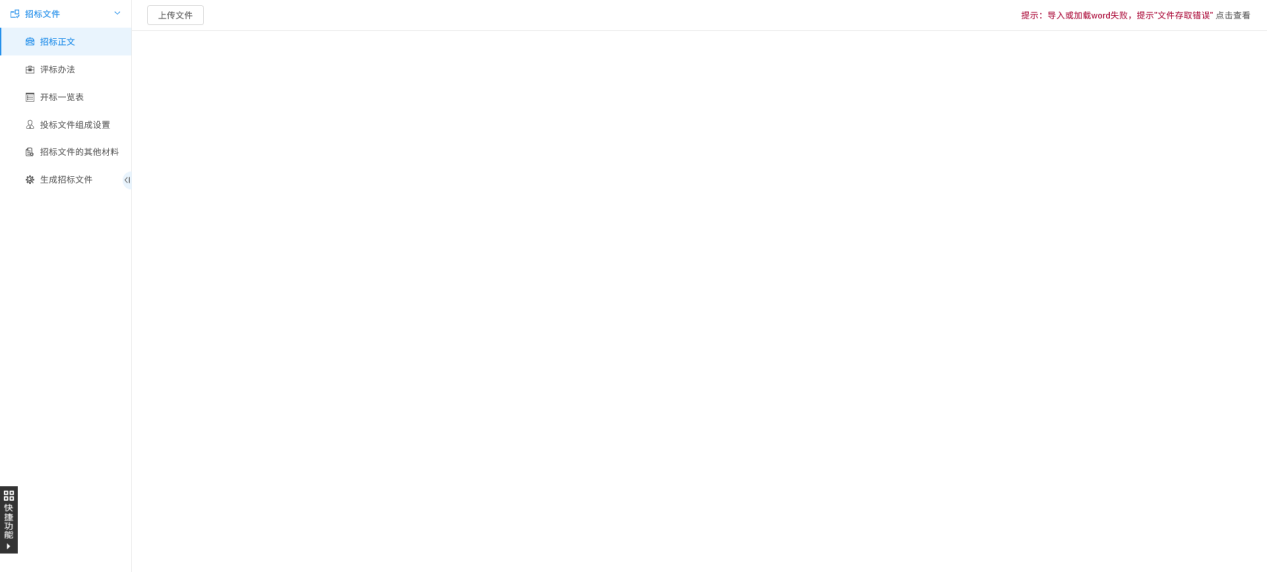 招标文件
上传文件
提示：导入或加载word失败，提示"文件存取错误" 点击查看
招标正文
评标办法
开标一览表
投标文件组成设置
招标文件的其他材料
生成招标文件
快捷功能